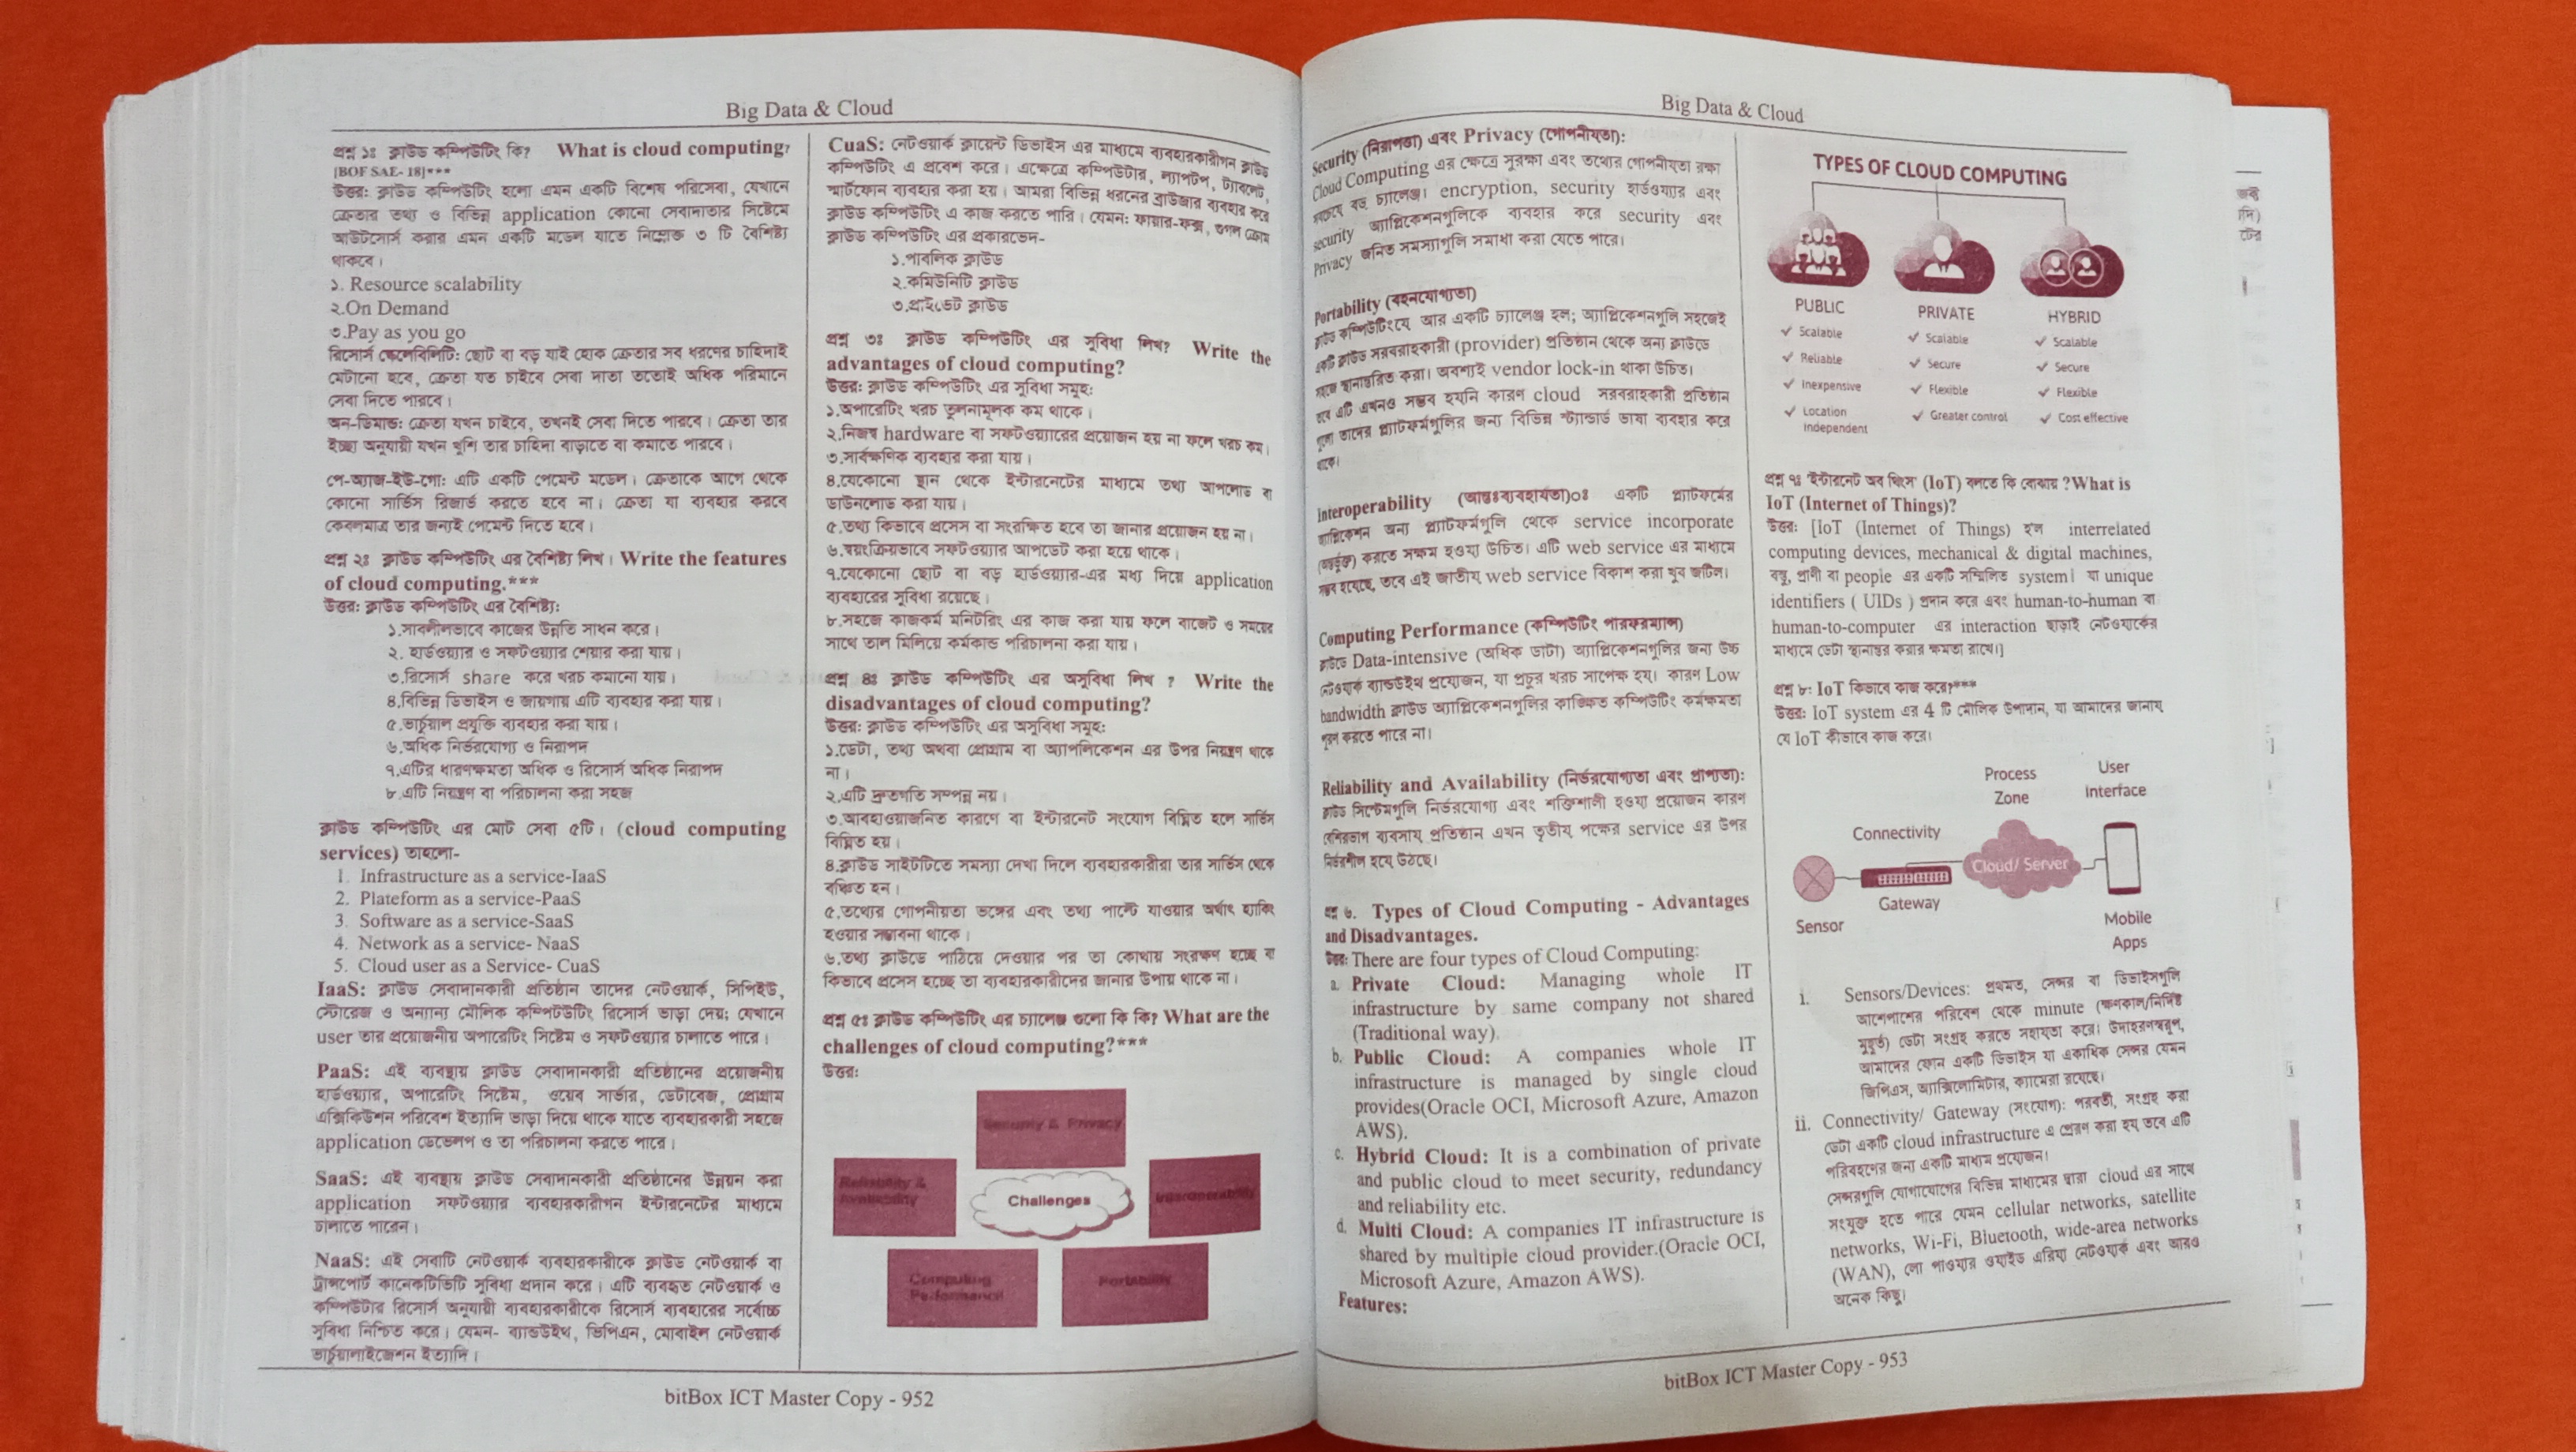 Big Data & Cloud
প্রশ্ন ১ঃ ক্লাউড কম্পিউটিং কি? What is cloud computing?
[BOF SAE- 18]***
উত্তর: ক্লাউড কম্পিউটিং হলো এমন একটি বিশেষ পরিসেবা, যেখানে
ক্রেতার তথ্য ও বিভিন্ন application কোনো সেবাদাতার সিষ্টেমে
আউটসোর্স করার এমন একটি মডেল যাতে নিম্নোক্ত ৩ টি বৈশিষ্ট্য
থাকবে।
১. Resource scalability
২.On Demand
৩.Pay as you go
রিসোর্স স্কেলেবিলিটি: ছোট বা বড় যাই হোক ক্রেতার সব ধরণের চাহিদাই
মেটানো হবে, ক্রেতা যত চাইবে সেবা দাতা ততোই অধিক পরিমানে
সেবা দিতে পারবে।
অন-ডিমান্ড: ক্রেতা যখন চাইবে, তখনই সেবা দিতে পারবে। ক্রেতা তার
ইচ্ছা অনুযায়ী যখন খুশি তার চাহিদা বাড়াতে বা কমাতে পারবে।
পে-অ্যাজ-ইউ-গো: এটি একটি পেমেন্ট মডেল। ক্রেতাকে আগে থেকে
কোনো সার্ভিস রিজার্ভ করতে হবে না। ক্রেতা যা ব্যবহার করবে
কেবলমাত্র তার জন্যই পেমেন্ট দিতে হবে।
প্রশ্ন ২ঃ ক্লাউড কম্পিউটিং এর বৈশিষ্ট্য লিখ। Write the features
of cloud computing.***
উত্তর: ক্লাউড কম্পিউটিং এর বৈশিষ্ট্য:
১.সাবলীলভাবে কাজের উন্নতি সাধন করে।
২. হার্ডওয়্যার ও সফটওয়্যার শেয়ার করা যায়।
৩.রিসোর্স share করে খরচ কমানো যায়।
৪.বিভিন্ন ডিভাইস ও জায়গায় এটি ব্যবহার করা যায়।
৫.ভার্চুয়াল প্রযুক্তি ব্যবহার করা যায়।
৬.অধিক নির্ভরযোগ্য ও নিরাপদ
৭.এটির ধারণক্ষমতা অধিক ও রিসোর্স অধিক নিরাপদ
৮.এটি নিয়ন্ত্রণ বা পরিচালনা করা সহজ
ক্লাউড কম্পিউটিং এর মোট সেবা ৫টি। (cloud computing
services) তাহলো-
1. Infrastructure as a service-IaaS
2. Plateform as a service-PaaS
3. Software as a service-SaaS
4. Network as a service- NaaS
5. Cloud user as a Service- CuaS
IaaS: ক্লাউড সেবাদানকারী প্রতিষ্ঠান তাদের নেটওয়ার্ক, সিপিইউ,
স্টোরেজ ও অন্যান্য মৌলিক কম্পিউটিং রিসোর্স ভাড়া দেয়; যেখানে
user তার প্রয়োজনীয় অপারেটিং সিষ্টেম ও সফটওয়্যার চালাতে পারে।
PaaS: এই ব্যবস্থায় ক্লাউড সেবাদানকারী প্রতিষ্ঠানের প্রয়োজনীয়
হার্ডওয়্যার, অপারেটিং সিষ্টেম, ওয়েব সার্ভার, ডেটাবেজ, প্রোগ্রাম
এক্সিকিউশন পরিবেশ ইত্যাদি ভাড়া দিয়ে থাকে যাতে ব্যবহারকারী সহজে
application ডেভেলপ ও তা পরিচালনা করতে পারে।
SaaS: এই ব্যবস্থায় ক্লাউড সেবাদানকারী প্রতিষ্ঠানের উন্নয়ন করা
application সফটওয়্যার ব্যবহারকারীগন ইন্টারনেটের মাধ্যমে
চালাতে পারেন।
NaaS: এই সেবাটি নেটওয়ার্ক ব্যবহারকারীকে ক্লাউড নেটওয়ার্ক বা
ট্রান্সপোর্ট কানেকটিভিটি সুবিধা প্রদান করে। এটি ব্যবহৃত নেটওয়ার্ক ও
কম্পিউটার রিসোর্স অনুযায়ী ব্যবহারকারীকে রিসোর্স ব্যবহারের সর্বোচ্চ
সুবিধা নিশ্চিত করে। যেমন- ব্যান্ডউইথ, ভিপিএন, মোবাইল নেটওয়ার্ক
ভার্চুয়ালাইজেশন ইত্যাদি।
CuaS: নেটওয়ার্ক ক্লায়েন্ট ডিভাইস এর মাধ্যমে ব্যবহারকারীগন ক্লাউড
কম্পিউটিং এ প্রবেশ করে। এক্ষেত্রে কম্পিউটার, ল্যাপটপ, ট্যাবলেট,
স্মার্টফোন ব্যবহার করা হয়। আমরা বিভিন্ন ধরনের ব্রাউজার ব্যবহার করে
ক্লাউড কম্পিউটিং এ কাজ করতে পারি। যেমন: ফায়ার-ফক্স, গুগল ক্রোম
ক্লাউড কম্পিউটিং এর প্রকারভেদ-
১.পাবলিক ক্লাউড
২.কমিউনিটি ক্লাউড
৩.প্রাইভেট ক্লাউড
প্রশ্ন ৩ঃ ক্লাউড কম্পিউটিং এর সুবিধা লিখ? Write the
advantages of cloud computing?
উত্তর: ক্লাউড কম্পিউটিং এর সুবিধা সমূহ:
১.অপারেটিং খরচ তুলনামূলক কম থাকে।
২.নিজস্ব hardware বা সফটওয়্যারের প্রয়োজন হয় না ফলে খরচ কম।
৩.সার্বক্ষণিক ব্যবহার করা যায়।
৪.যেকোনো স্থান থেকে ইন্টারনেটের মাধ্যমে তথ্য আপলোড বা
ডাউনলোড করা যায়।
৫.তথ্য কিভাবে প্রসেস বা সংরক্ষিত হবে তা জানার প্রয়োজন হয় না।
৬.স্বয়ংক্রিয়ভাবে সফটওয়্যার আপডেট করা হয়ে থাকে।
৭.যেকোনো ছোট বা বড় হার্ডওয়্যার-এর মধ্য দিয়ে application
ব্যবহারের সুবিধা রয়েছে।
৮.সহজে কাজকর্ম মনিটরিং এর কাজ করা যায় ফলে বাজেট ও সময়ের
সাথে তাল মিলিয়ে কর্মকান্ড পরিচালনা করা যায়।
প্রশ্ন ৪ঃ ক্লাউড কম্পিউটিং এর অসুবিধা লিখ ? Write the
disadvantages of cloud computing?
উত্তর: ক্লাউড কম্পিউটিং এর অসুবিধা সমূহ:
১.ডেটা, তথ্য অথবা প্রোগ্রাম বা অ্যাপলিকেশন এর উপর নিয়ন্ত্রণ থাকে
না।
২.এটি দ্রুতগতি সম্পন্ন নয়।
৩.আবহাওয়াজনিত কারণে বা ইন্টারনেট সংযোগ বিঘ্নিত হলে সার্ভিস
বিঘ্নিত হয়।
৪.ক্লাউড সাইটটিতে সমস্যা দেখা দিলে ব্যবহারকারীরা তার সার্ভিস থেকে
বঞ্চিত হন।
৫.তথ্যের গোপনীয়তা ভঙ্গের এবং তথ্য পাল্টে যাওয়ার অর্থাৎ হ্যাকিং
হওয়ার সম্ভাবনা থাকে।
৬.তথ্য ক্লাউডে পাঠিয়ে দেওয়ার পর তা কোথায় সংরক্ষণ হচ্ছে বা
কিভাবে প্রসেস হচ্ছে তা ব্যবহারকারীদের জানার উপায় থাকে না।
প্রশ্ন ৫ঃ ক্লাউড কম্পিউটিং এর চ্যালেঞ্জ গুলো কি কি? What are the
challenges of cloud computing?***
উত্তর:
Security & Privacy
Reliability &
Availability
Challenges
Interoperability
Computing
Performance
Portability
bitBox ICT Master Copy - 952
Big Data & Cloud
Security (নিরাপত্তা) এবং Privacy (গোপনীয়তা):
Cloud Computing এর ক্ষেত্রে সুরক্ষা এবং তথ্যের গোপনীয়তা রক্ষা
সবচেয়ে বড় চ্যালেঞ্জ। encryption, security হার্ডওয়্যার এবং
security অ্যাপ্লিকেশনগুলিকে ব্যবহার করে security এবং
Privacy জনিত সমস্যাগুলি সমাধা করা যেতে পারে।
Portability (বহনযোগ্যতা)
ক্লাউড কম্পিউটিংয়ে আর একটি চ্যালেঞ্জ হল; অ্যাপ্লিকেশনগুলি সহজেই
একটি ক্লাউড সরবরাহকারী (provider) প্রতিষ্ঠান থেকে অন্য ক্লাউডে
সহজে স্থানান্তরিত করা। অবশ্যই vendor lock-in থাকা উচিত।
তবে এটি এখনও সম্ভব হয়নি কারণ cloud সরবরাহকারী প্রতিষ্ঠান
গুলো তাদের প্ল্যাটফর্মগুলির জন্য বিভিন্ন স্ট্যান্ডার্ড ভাষা ব্যবহার করে
থাকে।
Interoperability (আন্তঃব্যবহার্যতা)ঃ একটি প্ল্যাটফর্মের
অ্যাপ্লিকেশন অন্য প্ল্যাটফর্মগুলি থেকে service incorporate
(অন্তর্ভুক্ত) করতে সক্ষম হওয়া উচিত। এটি web service এর মাধ্যমে
সম্ভব হয়েছে, তবে এই জাতীয় web service বিকাশ করা খুব জটিল।
Computing Performance (কম্পিউটিং পারফরম্যান্স)
ক্লাউডে Data-intensive (অধিক ডাটা) অ্যাপ্লিকেশনগুলির জন্য উচ্চ
নেটওয়ার্ক ব্যান্ডউইথ প্রয়োজন, যা প্রচুর খরচ সাপেক্ষ হয়। কারণ Low
bandwidth ক্লাউড অ্যাপ্লিকেশনগুলির কাঙ্ক্ষিত কম্পিউটিং কর্মক্ষমতা
পূরণ করতে পারে না।
Reliability and Availability (নির্ভরযোগ্যতা এবং প্রাপ্যতা):
ক্লাউড সিস্টেমগুলি নির্ভরযোগ্য এবং শক্তিশালী হওয়া প্রয়োজন কারণ
বেশিরভাগ ব্যবসায় প্রতিষ্ঠান এখন তৃতীয় পক্ষের service এর উপর
নির্ভরশীল হয়ে উঠছে।
প্রশ্ন ৬. Types of Cloud Computing - Advantages
and Disadvantages.
উত্তর: There are four types of Cloud Computing:
a. Private Cloud: Managing whole IT
infrastructure by same company not shared
(Traditional way).
b. Public Cloud: A companies whole IT
infrastructure is managed by single cloud
provides(Oracle OCI, Microsoft Azure, Amazon
AWS).
c. Hybrid Cloud: It is a combination of private
and public cloud to meet security, redundancy
and reliability etc.
d. Multi Cloud: A companies IT infrastructure is
shared by multiple cloud provider.(Oracle OCI,
Microsoft Azure, Amazon AWS).
Features:
TYPES OF CLOUD COMPUTING
PUBLIC
✓ Scalable
✓ Reliable
✓ Inexpensive
✓ Location
independent
PRIVATE
✓ Scalable
✓ Secure
✓ Flexible
✓ Greater control
HYBRID
✓ Scalable
✓ Secure
✓ Flexible
✓ Cost effective
প্রশ্ন ৭ঃ 'ইন্টারনেট অব থিংস' (IoT) বলতে কি বোঝায় ? What is
IoT (Internet of Things)?
উত্তর: [IoT (Internet of Things) হ'ল interrelated
computing devices, mechanical & digital machines,
বস্তু, প্রাণী বা people এর একটি সম্মিলিত system। যা unique
identifiers ( UIDs ) প্রদান করে এবং human-to-human বা
human-to-computer এর interaction ছাড়াই নেটওয়ার্কের
মাধ্যমে ডেটা স্থানান্তর করার ক্ষমতা রাখে।]
প্রশ্ন ৮: IoT কিভাবে কাজ করে?***
উত্তর: IoT system এর 4 টি মৌলিক উপাদান, যা আমাদের জানায়
যে IoT কীভাবে কাজ করে।
Process
Zone
User
Interface
Connectivity
Cloud/ Server
Gateway
Sensor
Mobile
Apps
i. Sensors/Devices: প্রথমত, সেন্সর বা ডিভাইসগুলি
আশেপাশের পরিবেশ থেকে minute (ক্ষণকাল/নির্দিষ্ট
মুহূর্ত) ডেটা সংগ্রহ করতে সহায়তা করে। উদাহরণস্বরূপ,
আমাদের ফোন একটি ডিভাইস যা একাধিক সেন্সর যেমন
জিপিএস, অ্যাক্সিলোমিটার, ক্যামেরা রয়েছে।
ii. Connectivity/ Gateway (সংযোগ): পরবর্তী, সংগ্রহ করা
ডেটা একটি cloud infrastructure এ প্রেরণ করা হয় তবে এটি
পরিবহণের জন্য একটি মাধ্যম প্রয়োজন।
সেন্সরগুলি যোগাযোগের বিভিন্ন মাধ্যমের দ্বারা cloud এর সাথে
সংযুক্ত হতে পারে যেমন cellular networks, satellite
networks, Wi-Fi, Bluetooth, wide-area networks
(WAN), লো পাওয়ার ওয়াইড এরিয়া নেটওয়ার্ক এবং আরও
অনেক কিছু।
bitBox ICT Master Copy - 953